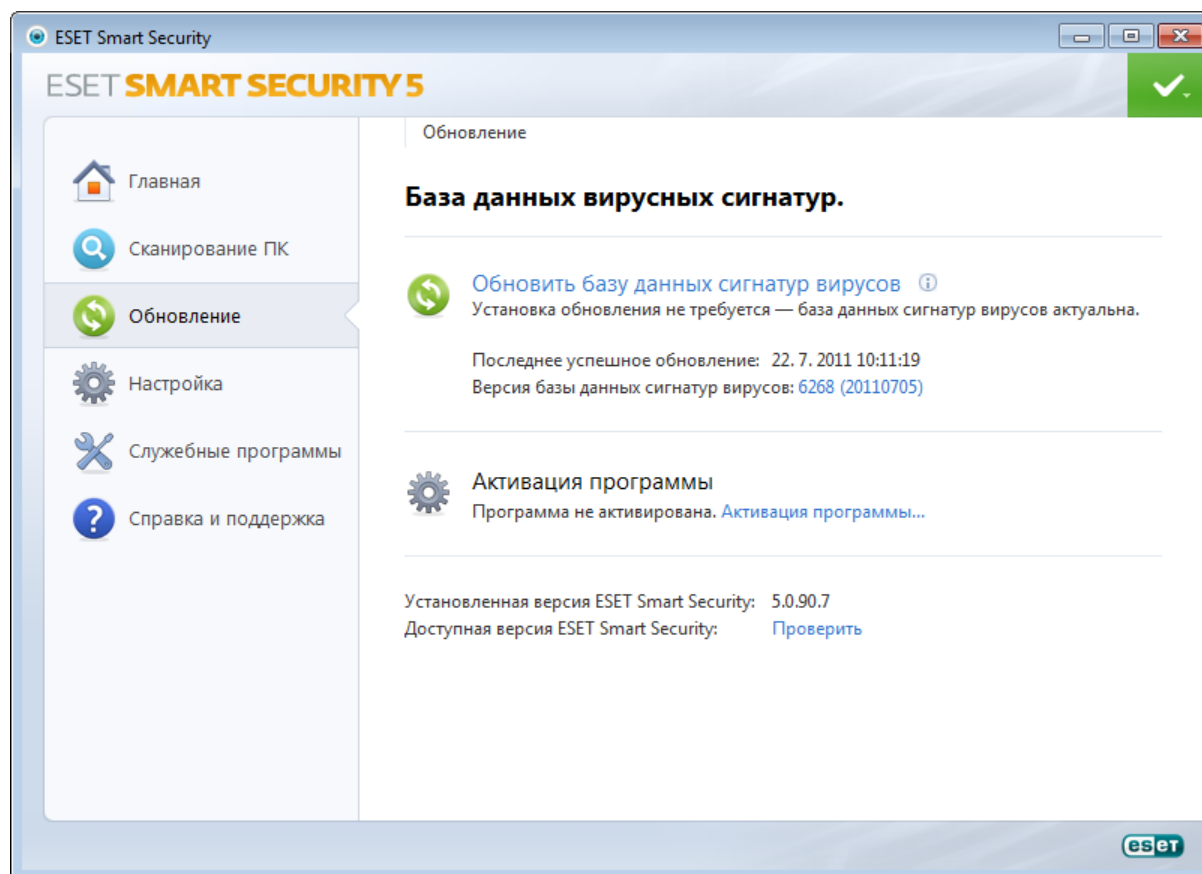 ESET Smart Security
ESET SMART SECURITY 5
Обновление
Главная
Сканирование ПК
Обновление
Настройка
Служебные программы
Справка и поддержка
База данных вирусных сигнатур.
Обновить базу данных сигнатур вирусов
Установка обновления не требуется — база данных сигнатур вирусов актуальна.
Последнее успешное обновление: 22. 7. 2011 10:11:19
Версия базы данных сигнатур вирусов: 6268 (20110705)
Активация программы
Программа не активирована. Активация программы...
Установленная версия ESET Smart Security: 5.0.90.7
Доступная версия ESET Smart Security: Проверить
eseT